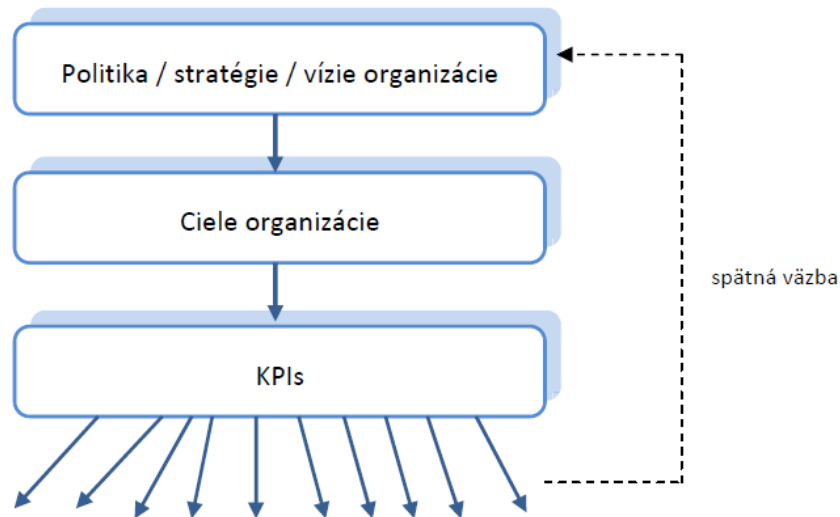 Politika / stratégie / vízie organizácie
Ciele organizácie
spätná väzba
KPIs